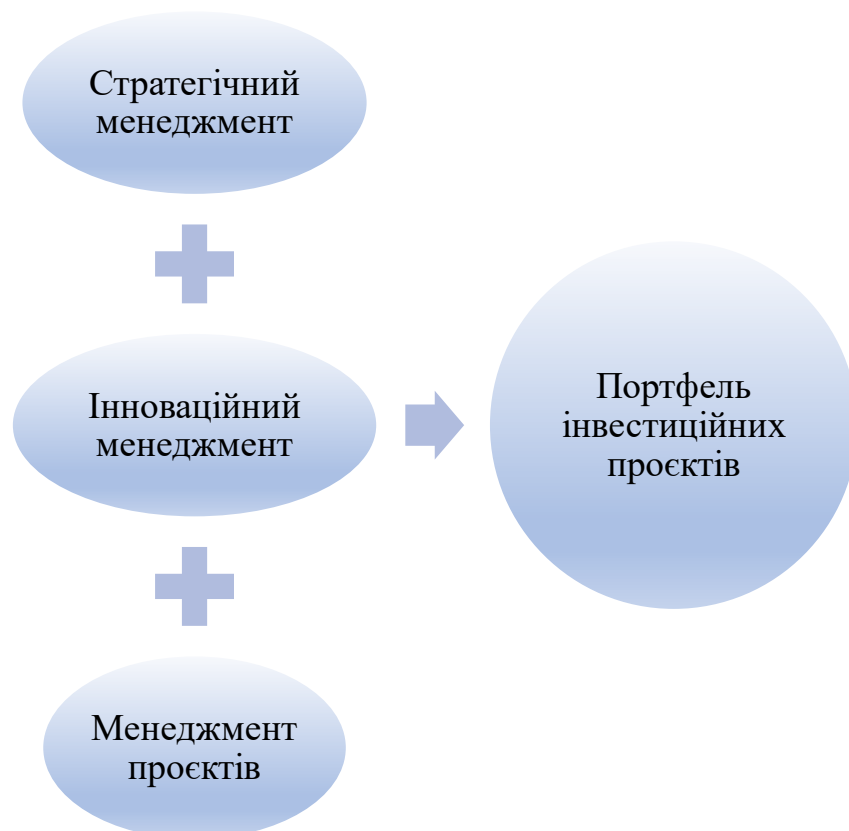 Стратегічний
менеджмент
Інноваційний
менеджмент
Менеджмент
проєктів
Портфель
інвестиційних
проєктів